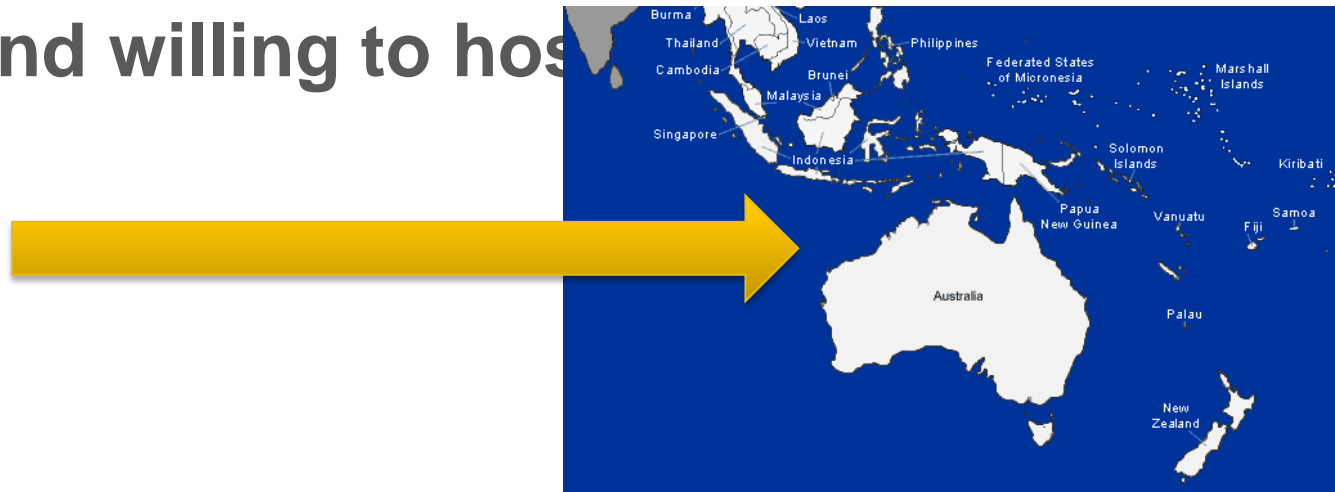 nd willing to hos
Burma
Laos
Thailand
Vietnam
Philippines
Cambodia
Brunei
Federated States
of Micronesia
Marshall
Islands
Malaysia
Singapore
Indonesia
Solomon
Islands
Kiribati
Papua
New Guinea
Vanuatu
Fiji
Samoa
Australia
Palau
New
Zealand